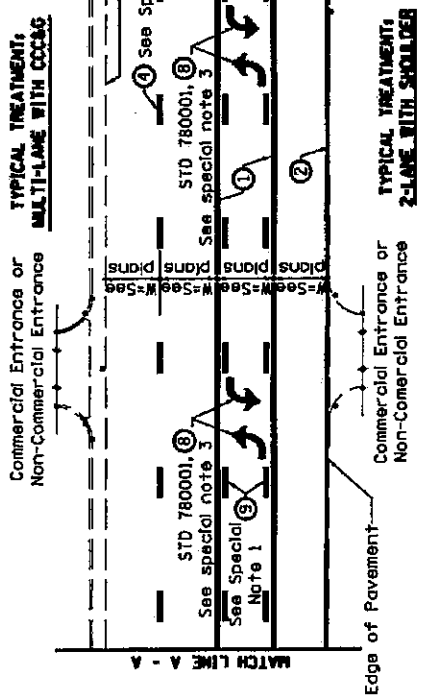 TYPICAL TREATMENT:
MULTI-LANE WITH CCC&G
Commercial Entrance or
Non-Commercial Entrance
④ See Sp
STD 780001, ⑧
See special note 3
①
②
W=See plans
W=See plans
W=See plans
W=See plans
STD 780001, ⑧
See special note 3
See Special
Note 1
⑨
MATCH LINE A - A
Edge of Pavement
Commercial Entrance or
Non-Comercial Entrance
TYPICAL TREATMENT:
2-LANE WITH SHOULDER